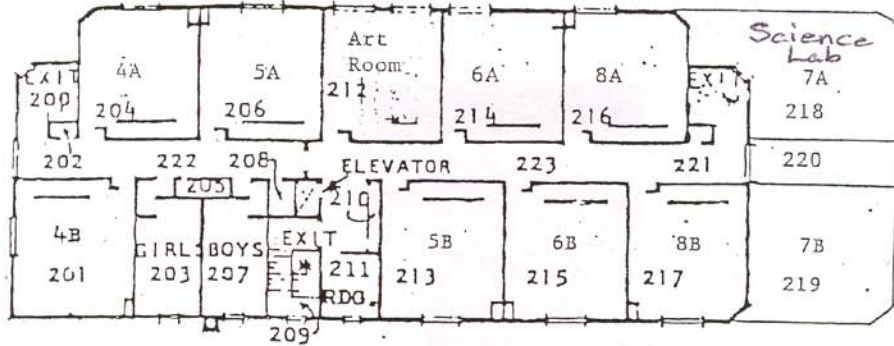 Science
Lab
EXIT
200
4A
204
5A
206
Art
Room
212
6A
214
8A
216
EXIT
7A
218
202
222
208
ELEVATOR
223
221
220
205
210
4B
201
GIRLS
203
BOYS
207
EXIT
211
RDG.
209
5B
213
6B
215
8B
217
7B
219